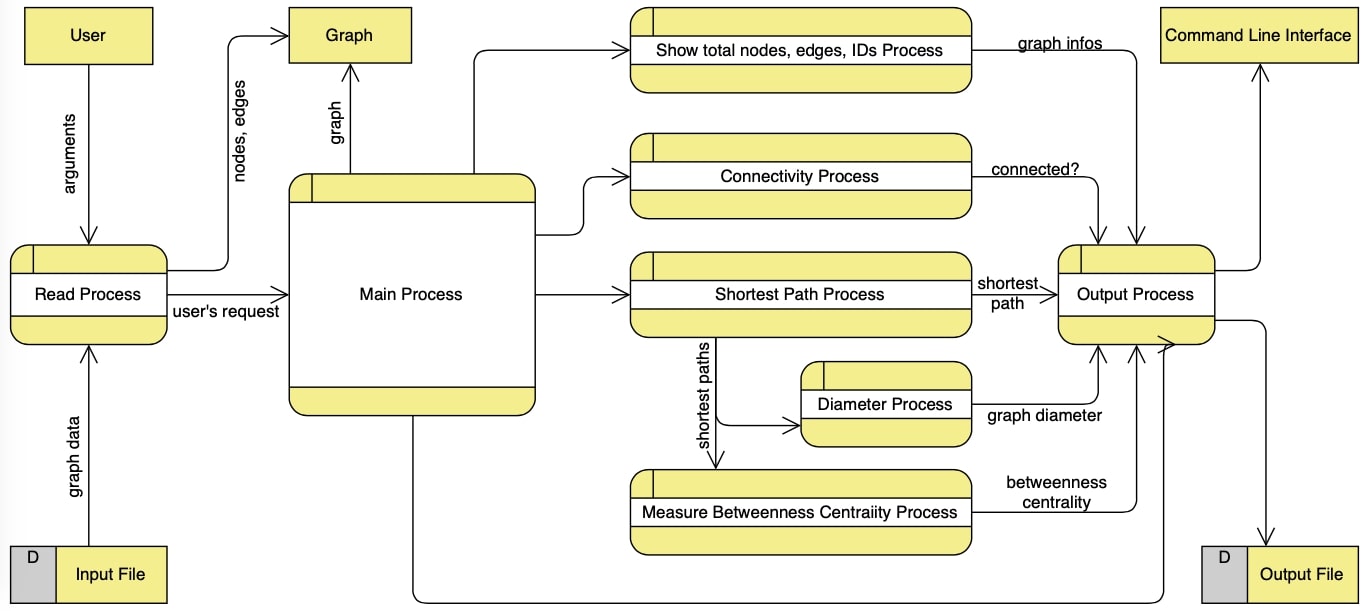 User
Graph
Show total nodes, edges, IDs Process
graph infos
Command Line Interface
arguments
nodes, edges
graph
Connectivity Process
connected?
Read Process
user's request
Main Process
Shortest Path Process
shortest
path
Output Process
shortest paths
Diameter Process
graph diameter
graph data
Measure Betweenness Centraiity Process
betweenness
centrality
D
Input File
D
Output File